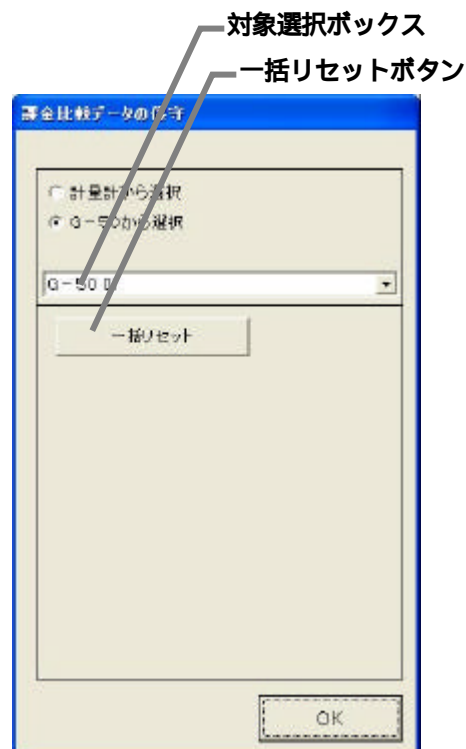 対象選択ボックス
一括リセットボタン
課金比較データの保守
計量計から選択
G-50から選択
G-50 0
一括リセット
OK